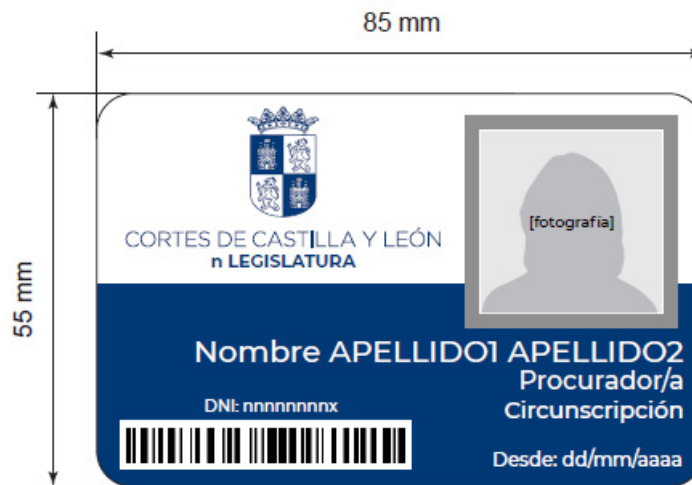 85 mm
55 mm
CORTES DE CASTILLA Y LEÓN
n LEGISLATURA
[fotografía]
Nombre APELLIDO1 APELLIDO2
Procurador/a
Circunscripción
DNI: nnnnnnnnx
Desde: dd/mm/aaaa